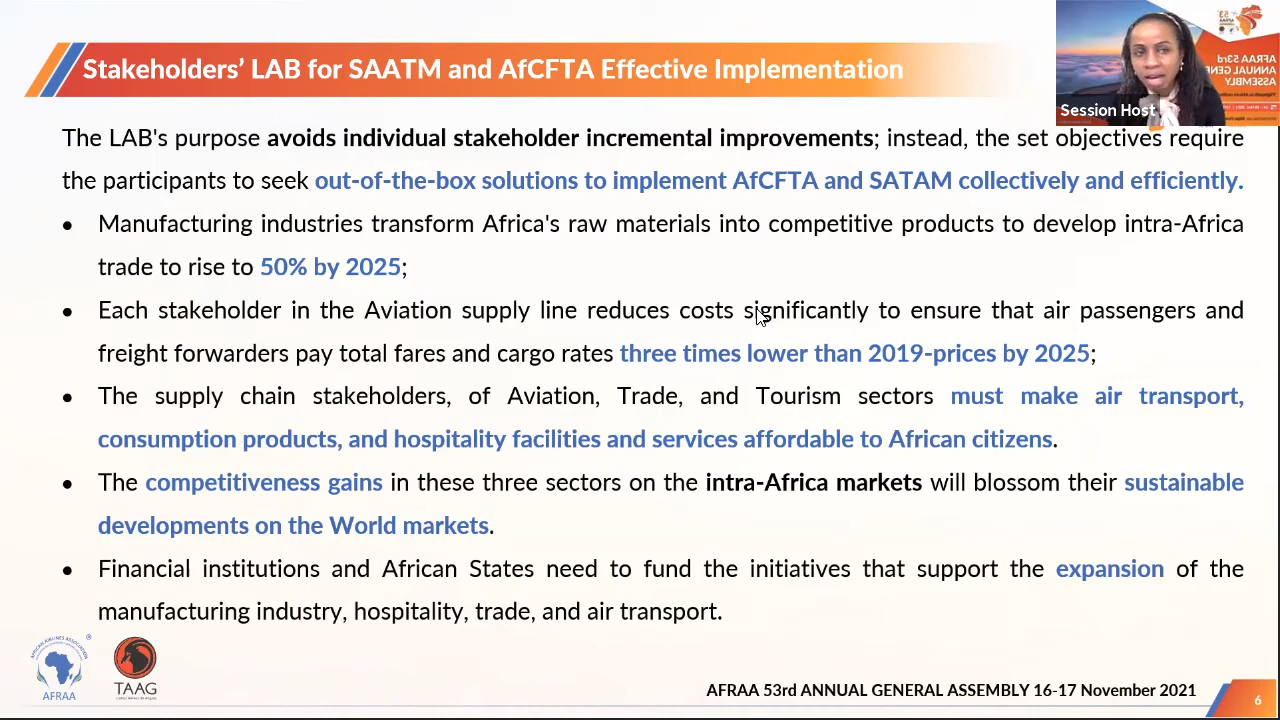 Stakeholders’ LAB for SAATM and AfCFTA Effective Implementation
AFRAA 53rd
ANNUAL GENERAL
ASSEMBLY
Session Host
The LAB's purpose avoids individual stakeholder incremental improvements; instead, the set objectives require
the participants to seek out-of-the-box solutions to implement AfCFTA and SATAM collectively and efficiently.
• Manufacturing industries transform Africa's raw materials into competitive products to develop intra-Africa
trade to rise to 50% by 2025;
• Each stakeholder in the Aviation supply line reduces costs significantly to ensure that air passengers and
freight forwarders pay total fares and cargo rates three times lower than 2019-prices by 2025;
• The supply chain stakeholders, of Aviation, Trade, and Tourism sectors must make air transport,
consumption products, and hospitality facilities and services affordable to African citizens.
• The competitiveness gains in these three sectors on the intra-Africa markets will blossom their sustainable
developments on the World markets.
• Financial institutions and African States need to fund the initiatives that support the expansion of the
manufacturing industry, hospitality, trade, and air transport.
AFRICAN AIRLINES ASSOCIATION
®
AFRAA
TAAG
AFRAA 53rd ANNUAL GENERAL ASSEMBLY 16-17 November 2021
6